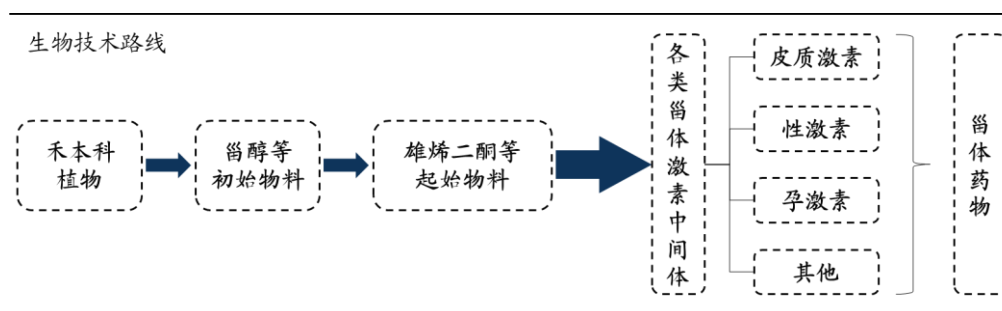 生物技术路线
禾本科
植物
甾醇等
初始物料
雄烯二酮等
起始物料
各类甾体激素中间体
皮质激素
性激素
孕激素
其他
甾体药物